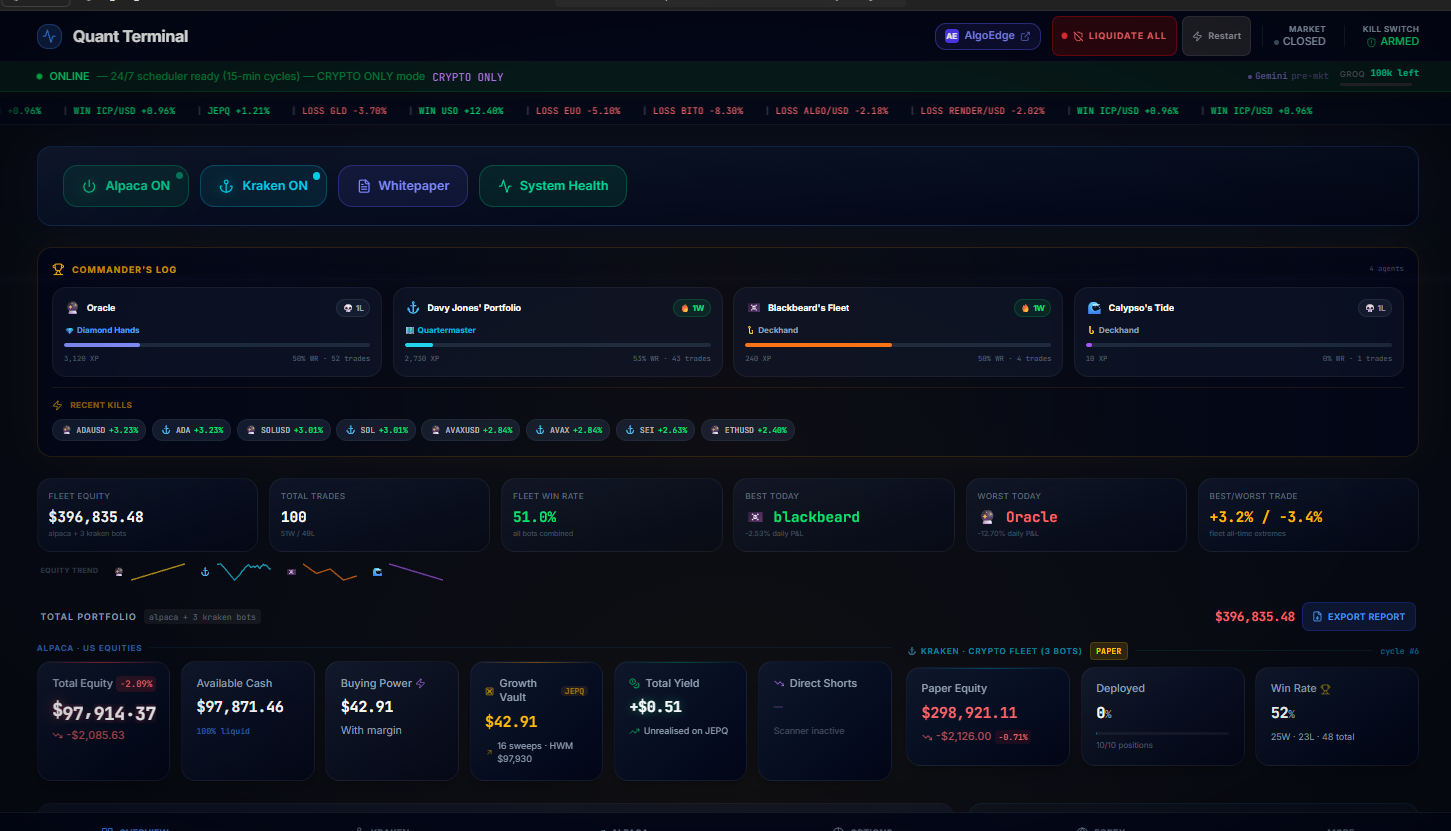 Quant Terminal
AE AlgoEdge
LIQUIDATE ALL
Restart
MARKET
CLOSED
KILL SWITCH
ARMED
ONLINE — 24/7 scheduler ready (15-min cycles) — CRYPTO ONLY mode CRYPTO ONLY
Gemini pre-mkt
GROQ 100k left
+0.96% | WIN ICP/USD +0.96% | JEPQ +1.21% | LOSS GLD -3.70% | WIN USO +12.40% | LOSS EUO -5.10% | LOSS BITO -8.30% | LOSS ALGO/USD -2.18% | LOSS RENDER/USD -2.02% | WIN ICP/USD +0.96% | WIN ICP/USD +0.96%
Alpaca ON
Kraken ON
Whitepaper
System Health
COMMANDER'S LOG
4 agents
Oracle
1L
Diamond Hands
3,120 XP
50% WR · 52 trades
Davy Jones' Portfolio
1W
Quartermaster
2,730 XP
53% WR · 43 trades
Blackbeard's Fleet
1W
Deckhand
240 XP
50% WR · 4 trades
Calypso's Tide
1L
Deckhand
10 XP
0% WR · 1 trades
RECENT KILLS
ADAUSD +3.23%
ADA +3.23%
SOLUSD +3.01%
SOL +3.01%
AVAXUSD +2.84%
AVAX +2.84%
SEI +2.63%
ETHUSD +2.40%
FLEET EQUITY
$396,835.48
alpaca + 3 kraken bots
TOTAL TRADES
100
51W / 49L
FLEET WIN RATE
51.0%
all bots combined
BEST TODAY
blackbeard
-2.53% daily P&L
WORST TODAY
Oracle
-12.70% daily P&L
BEST/WORST TRADE
+3.2% / -3.4%
fleet all-time extremes
EQUITY TREND
TOTAL PORTFOLIO
alpaca + 3 kraken bots
$396,835.48
EXPORT REPORT
ALPACA · US EQUITIES
Total Equity -2.09%
$97,914.37
-$2,085.63
Available Cash
$97,871.46
100% liquid
Buying Power
$42.91
With margin
Growth Vault
JEPQ
$42.91
16 sweeps · HWM
$97,930
Total Yield
+$0.51
Unrealised on JEPQ
Direct Shorts
—
Scanner inactive
KRAKEN · CRYPTO FLEET (3 BOTS)
PAPER
cycle #6
Paper Equity
$298,921.11
-$2,126.00 -0.71%
Deployed
0%
10/10 positions
Win Rate
52%
25W · 23L · 48 total